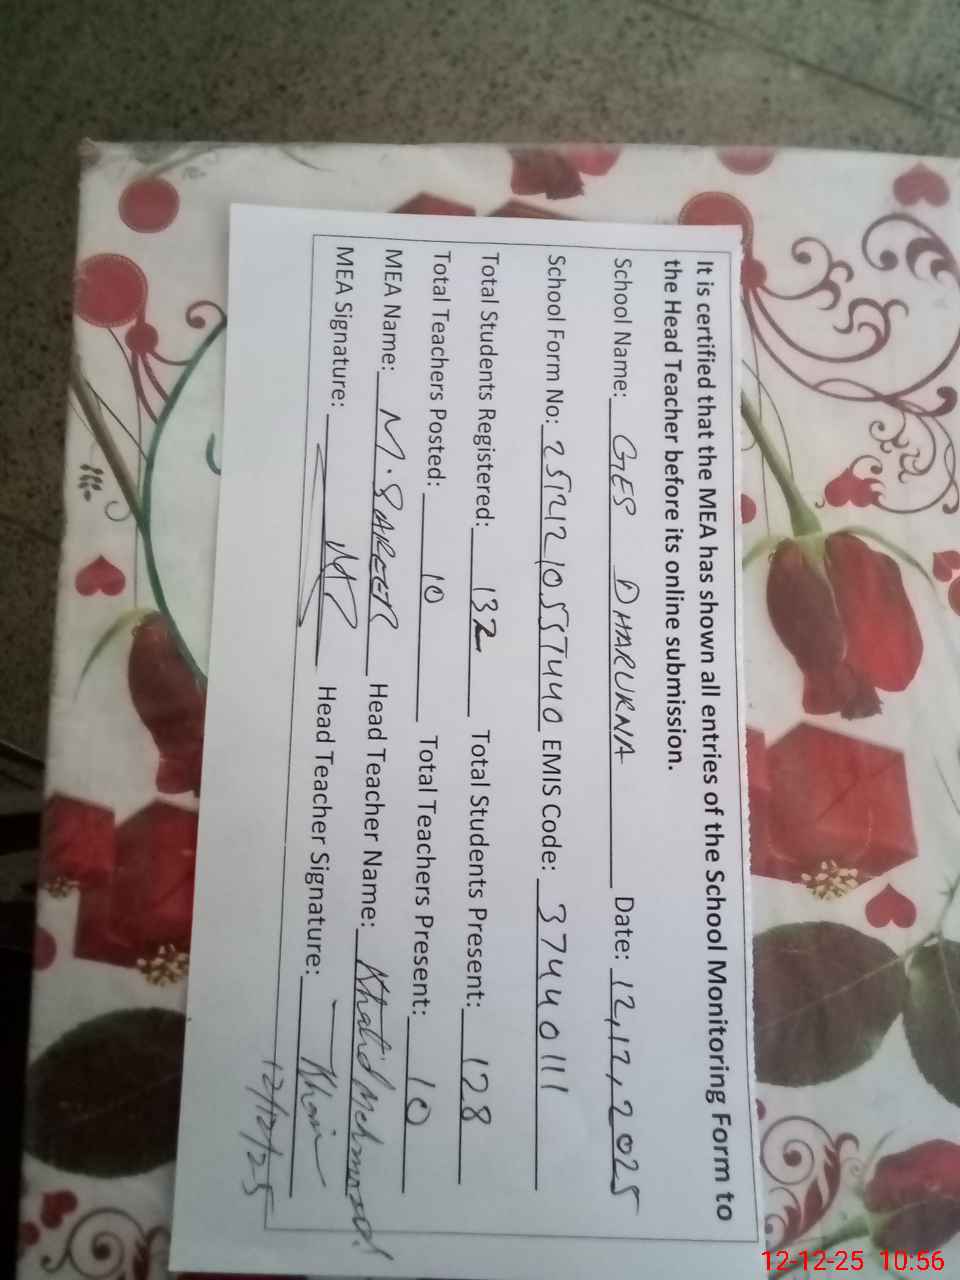 It is certified that the MEA has shown all entries of the School Monitoring Form to
the Head Teacher before its online submission.
School Name: GES DHARUKNA Date: 12,12,2025
School Form No: 251212105537440 EMIS Code: 37440111
Total Students Registered: 132 Total Students Present: 128
Total Teachers Posted: 10 Total Teachers Present: 10
MEA Name: M. SAREER Head Teacher Name: Khalid Mehmood
MEA Signature: Head Teacher Signature:
12/12/25
12-12-25 10:56